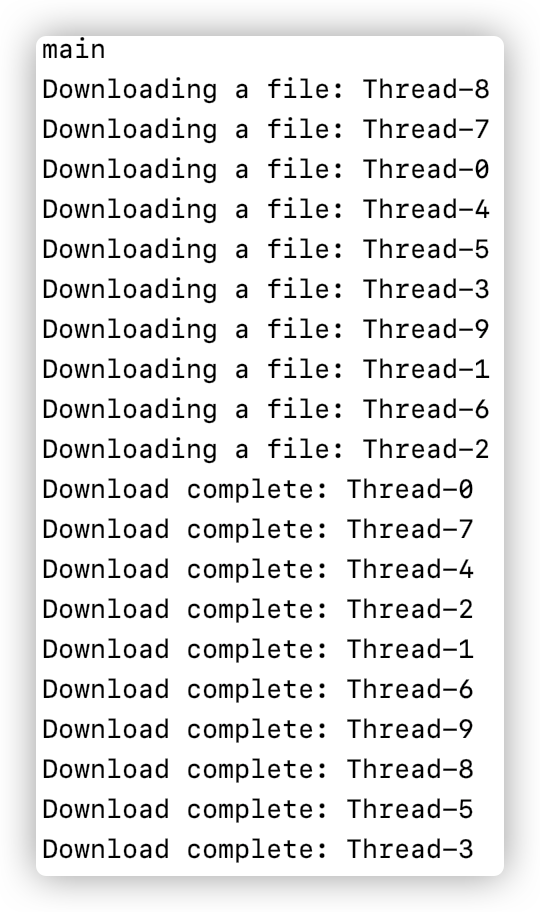 main
Downloading a file: Thread-8
Downloading a file: Thread-7
Downloading a file: Thread-0
Downloading a file: Thread-4
Downloading a file: Thread-5
Downloading a file: Thread-3
Downloading a file: Thread-9
Downloading a file: Thread-1
Downloading a file: Thread-6
Downloading a file: Thread-2
Download complete: Thread-0
Download complete: Thread-7
Download complete: Thread-4
Download complete: Thread-2
Download complete: Thread-1
Download complete: Thread-6
Download complete: Thread-9
Download complete: Thread-8
Download complete: Thread-5
Download complete: Thread-3